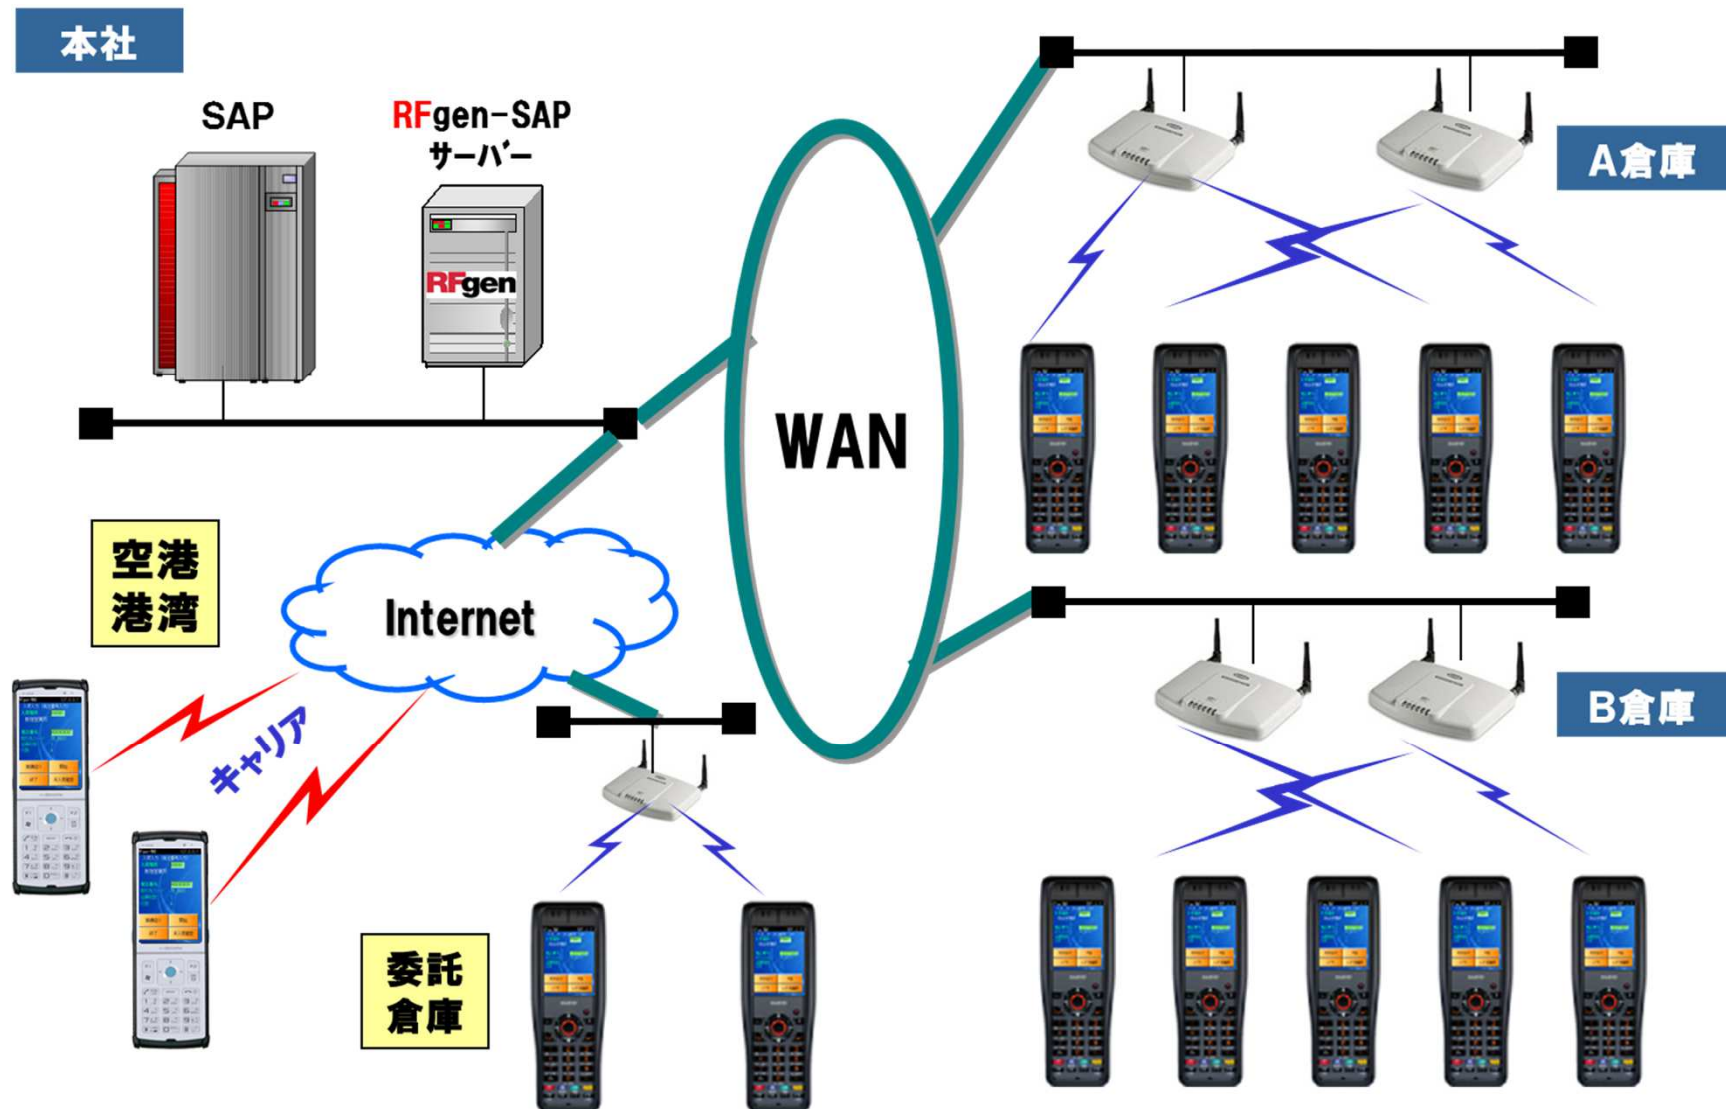 本社
SAP
RFgen-SAP
サーバー
RFgen
WAN
A倉庫
空港
港湾
Internet
キャリア
B倉庫
委託
倉庫